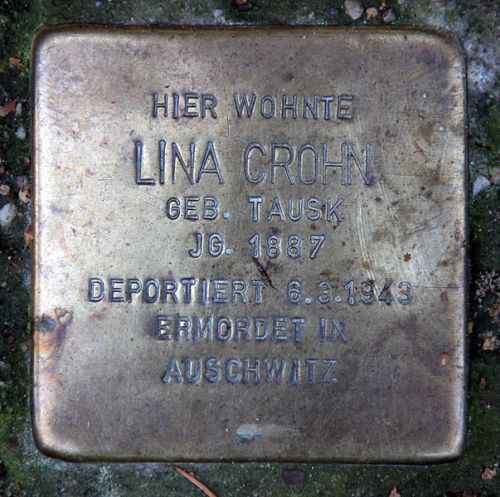 HIER WOHNTE
LINA CROHN
GEB. TAUSK
JG. 1887
DEPORTIERT 6.3.1943
ERMORDET IN
AUSCHWITZ